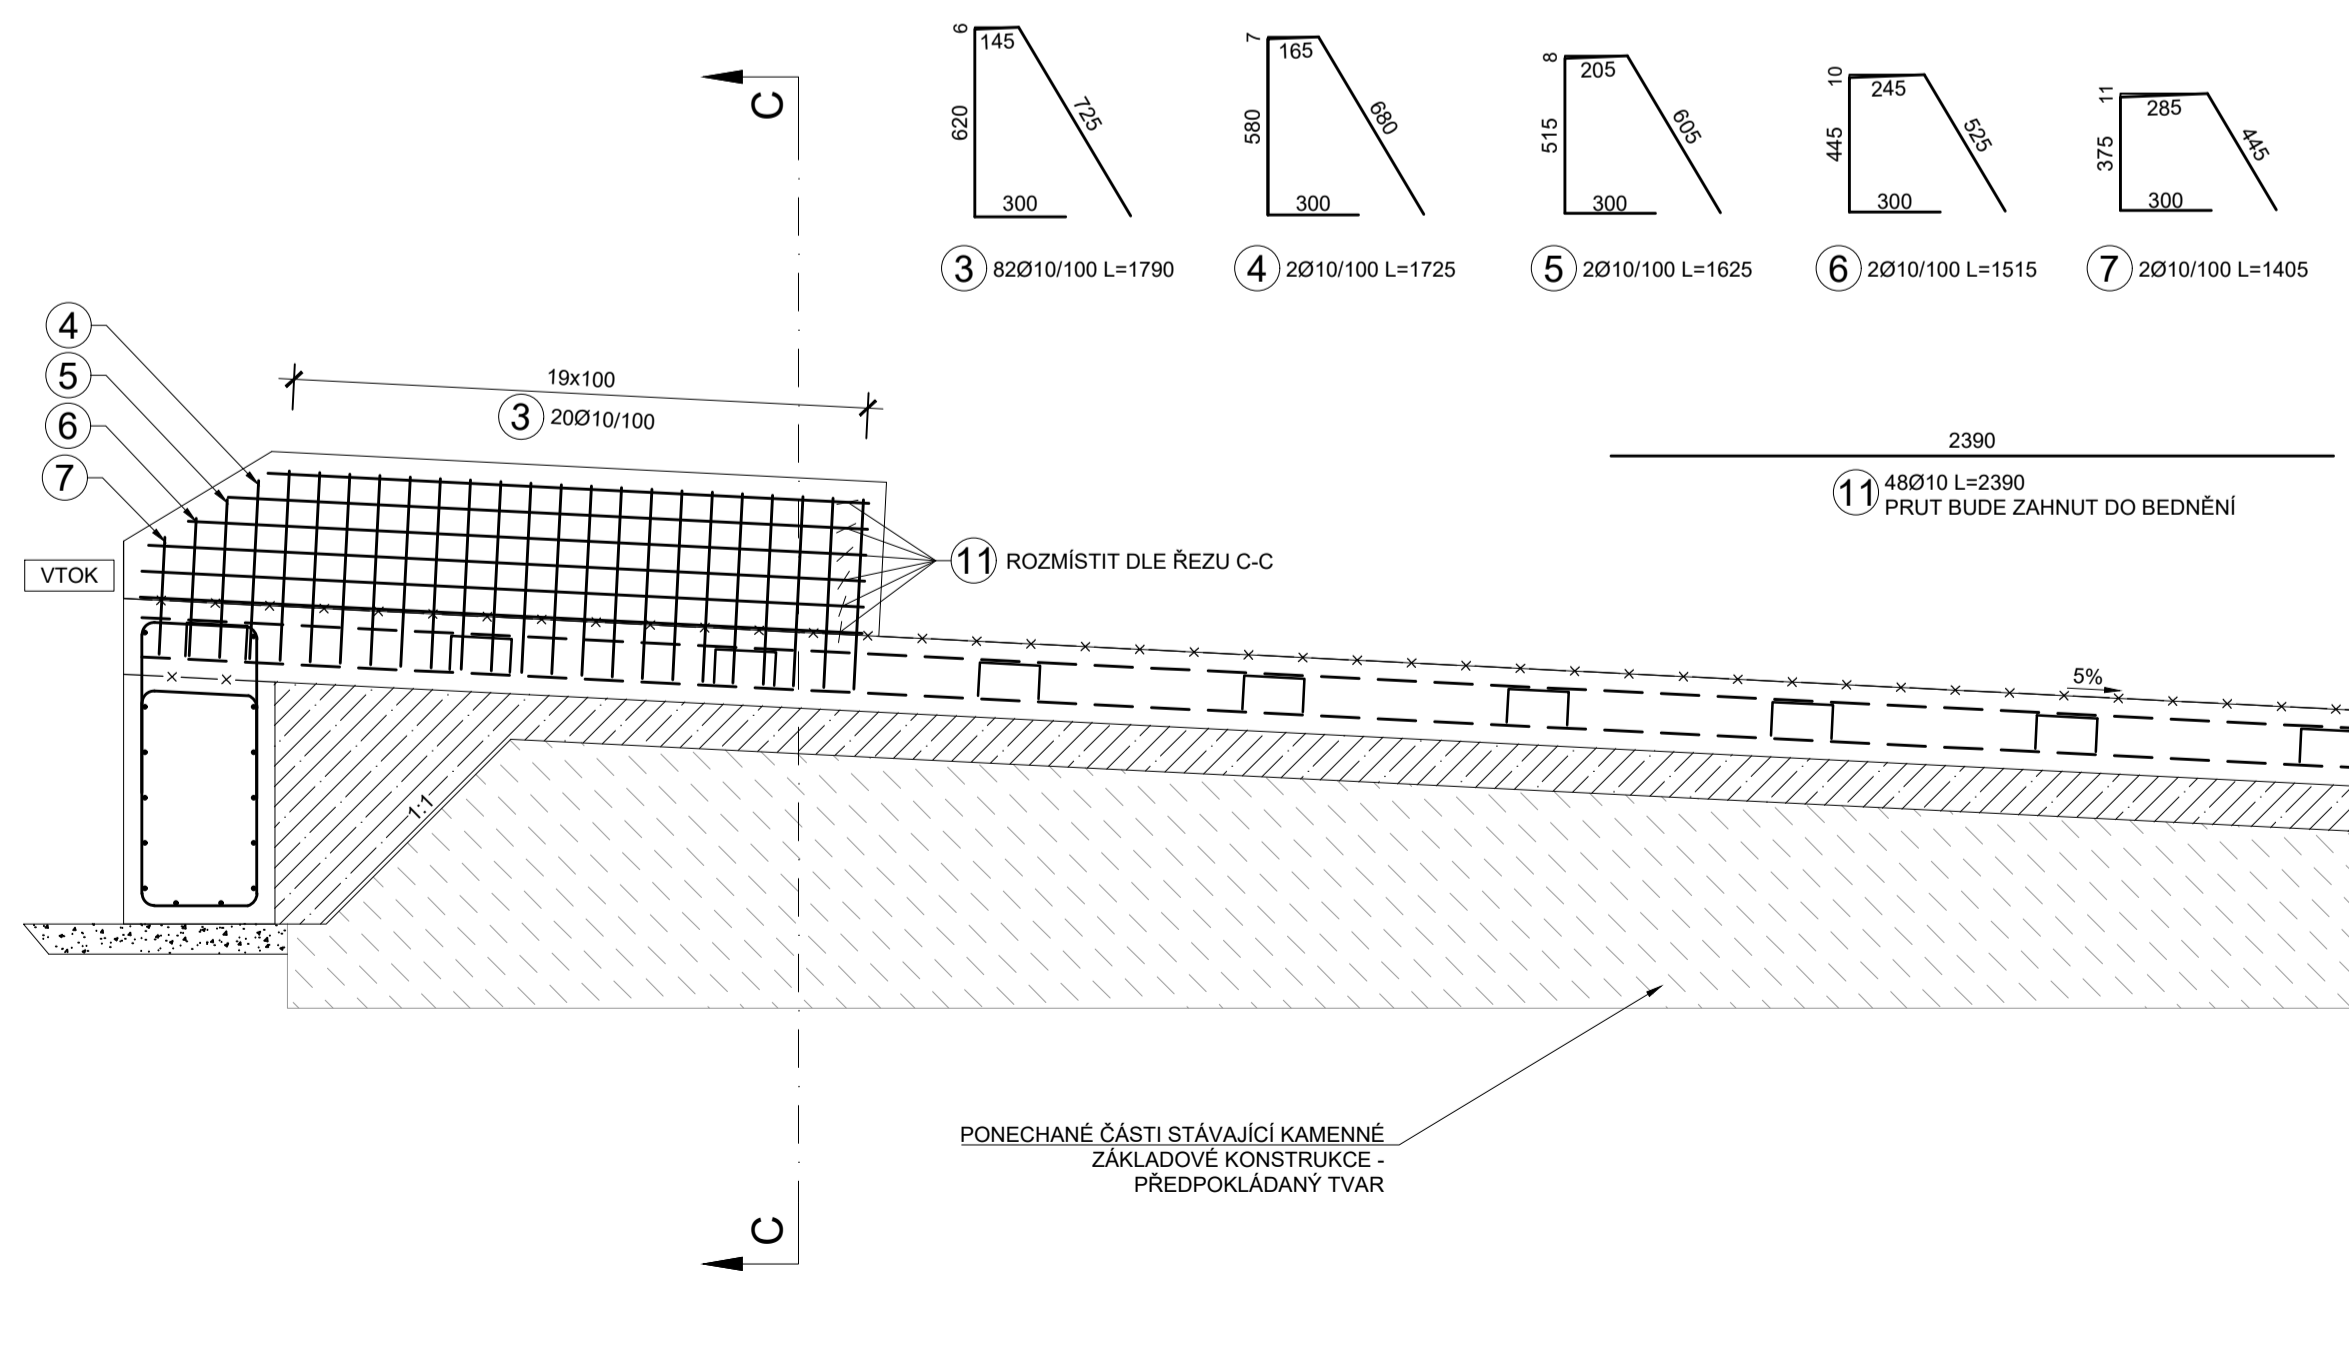 6
145
620
725
300
3 82Ø10/100 L=1790
7
165
580
680
300
4 2Ø10/100 L=1725
8
205
515
605
300
5 2Ø10/100 L=1625
10
245
445
525
300
6 2Ø10/100 L=1515
11
285
375
445
300
7 2Ø10/100 L=1405
C
4
5
6
7
19x100
3 20Ø10/100
2390
11 48Ø10 L=2390
PRUT BUDE ZAHNUT DO BEDNĚNÍ
VTOK
11 ROZMÍSTIT DLE ŘEZU C-C
5%
1:1
PONECHANÉ ČÁSTI STÁVAJÍCÍ KAMENNÉ
ZÁKLADOVÉ KONSTRUKCE -
PŘEDPOKLÁDANÝ TVAR
C